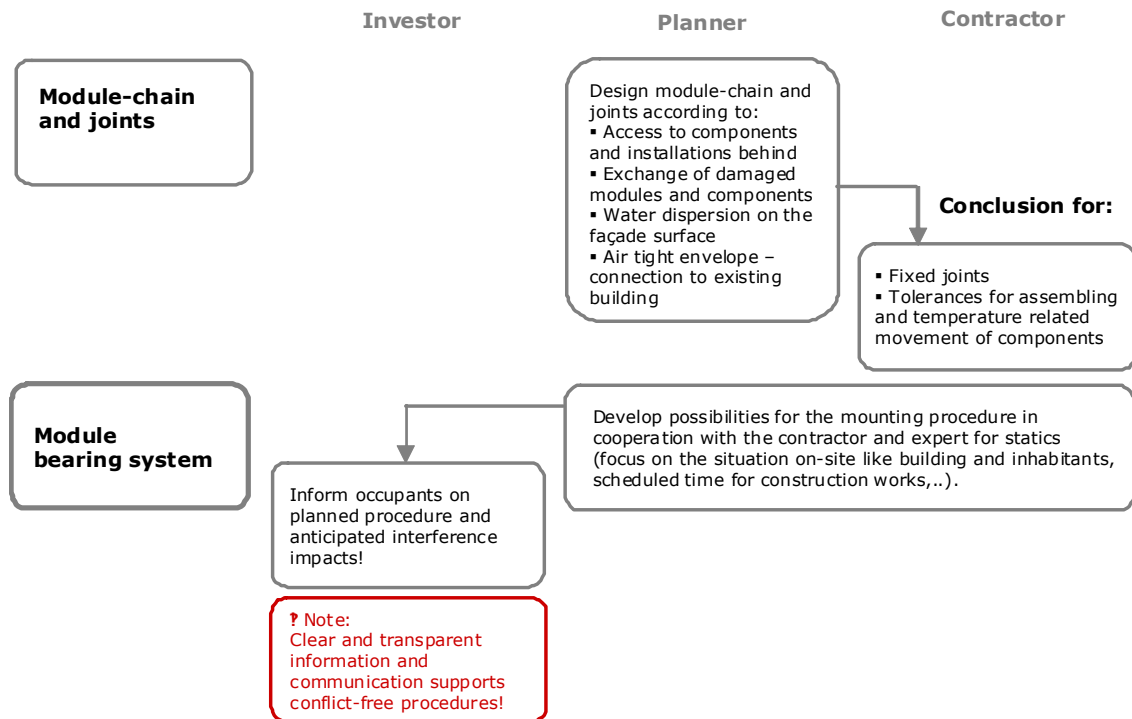 Investor
Planner
Contractor
Module-chain
and joints
Design module-chain and
joints according to:
▪ Access to components
and installations behind
▪ Exchange of damaged
modules and components
▪ Water dispersion on the
façade surface
▪ Air tight envelope –
connection to existing
building
Conclusion for:
▪ Fixed joints
▪ Tolerances for assembling
and temperature related
movement of components
Module
bearing system
Develop possibilities for the mounting procedure in
cooperation with the contractor and expert for statics
(focus on the situation on-site like building and inhabitants,
scheduled time for construction works,..).
Inform occupants on
planned procedure and
anticipated interference
impacts!
‽ Note:
Clear and transparent
information and
communication supports
conflict-free procedures!